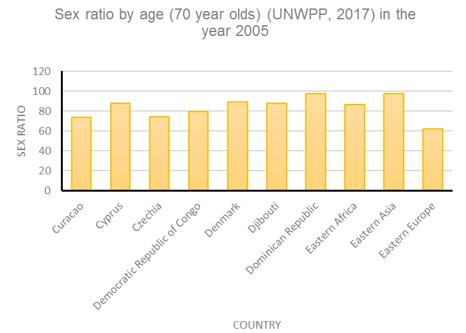 Sex ratio by age (70 year olds) (UNWPP, 2017) in the
year 2005
120
100
80
60
40
20
0
SEX RATIO
Curacao
Cyprus
Czechia
Democratic Republic of Congo
Denmark
Djibouti
Dominican Republic
Eastern Africa
Eastern Asia
Eastern Europe
COUNTRY